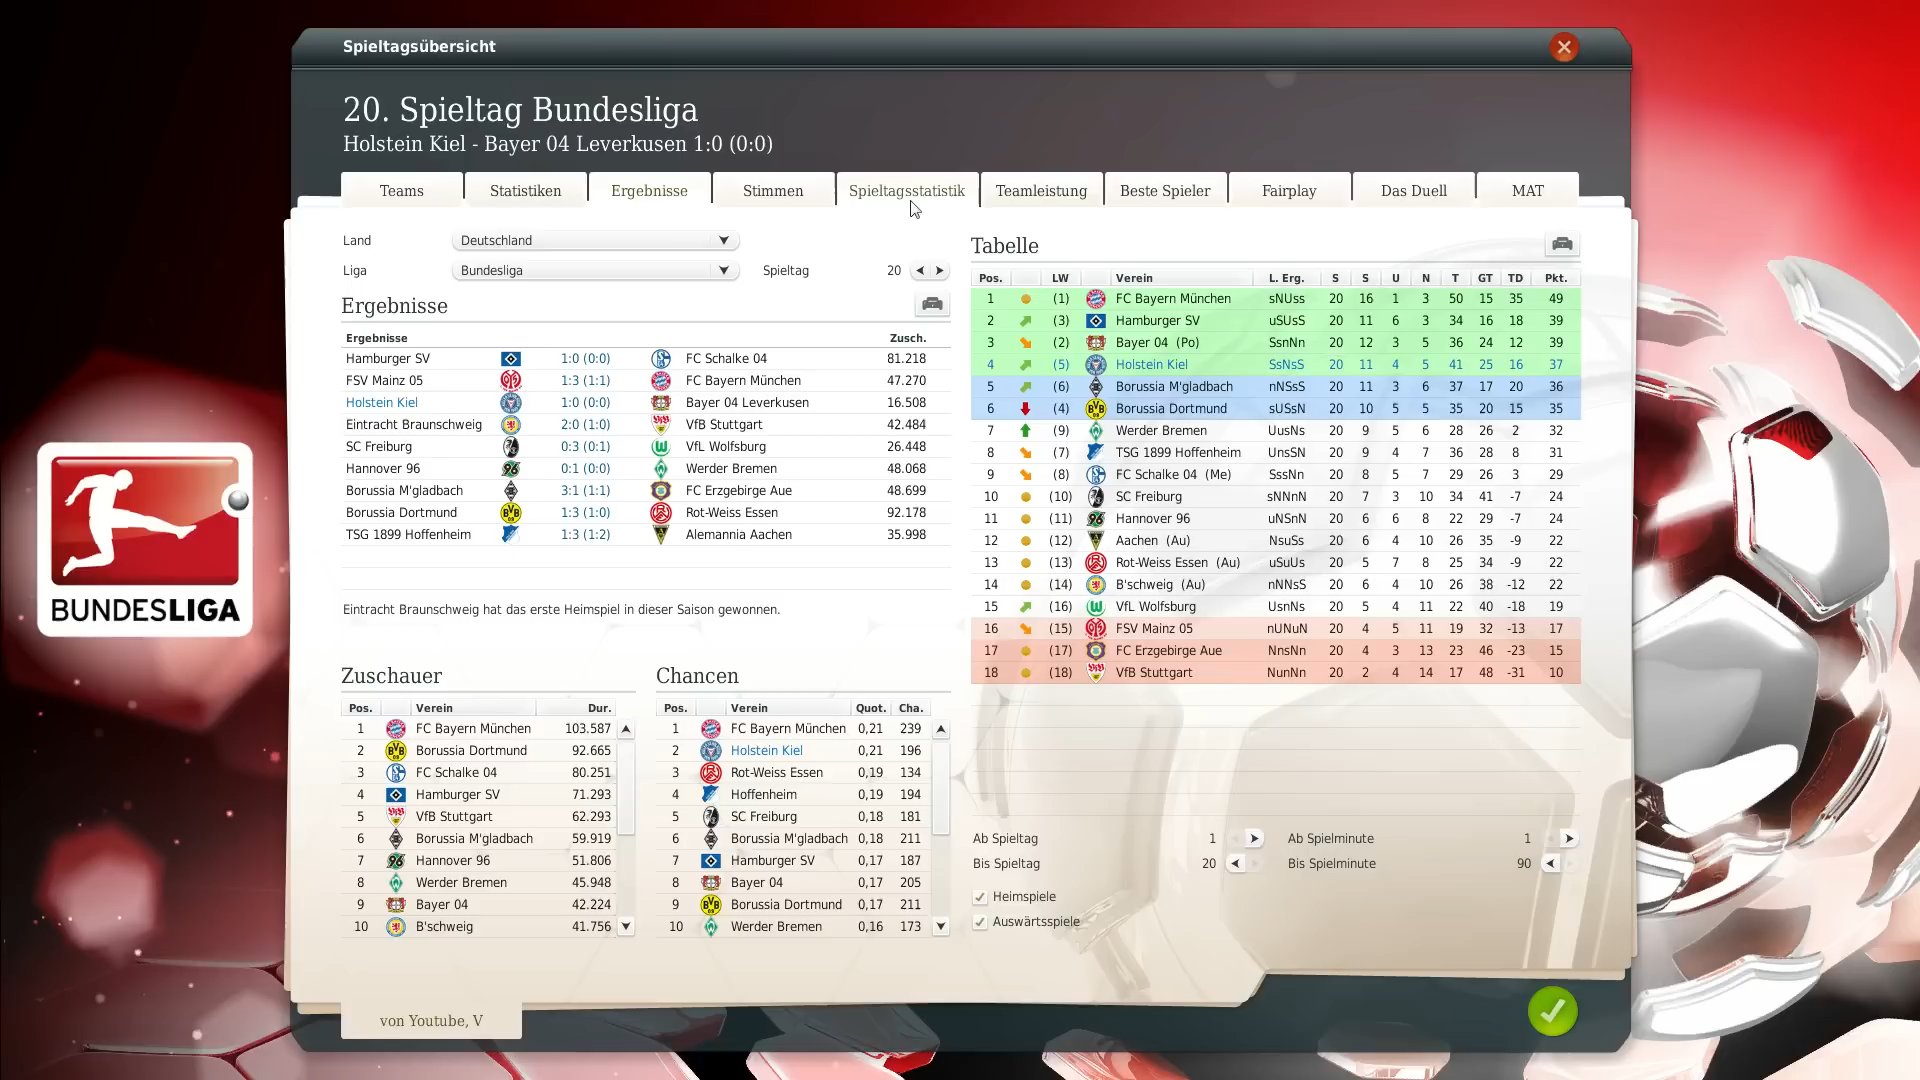 Spieltagsübersicht
20. Spieltag Bundesliga
Holstein Kiel - Bayer 04 Leverkusen 1:0 (0:0)
Teams Statistiken Ergebnisse Stimmen Spieltagsstatistik Teamleistung Beste Spieler Fairplay Das Duell MAT
Land Deutschland
Liga Bundesliga Spieltag 20
Ergebnisse
Ergebnisse Zusch.
Hamburger SV 1:0 (0:0) FC Schalke 04 81.218
FSV Mainz 05 1:3 (1:1) FC Bayern München 47.270
Holstein Kiel 1:0 (0:0) Bayer 04 Leverkusen 16.508
Eintracht Braunschweig 2:0 (1:0) VfB Stuttgart 42.484
SC Freiburg 0:3 (0:1) VfL Wolfsburg 26.448
Hannover 96 0:1 (0:0) Werder Bremen 48.068
Borussia M'gladbach 3:1 (1:1) FC Erzgebirge Aue 48.699
Borussia Dortmund 1:3 (1:0) Rot-Weiss Essen 92.178
TSG 1899 Hoffenheim 1:3 (1:2) Alemannia Aachen 35.998
Eintracht Braunschweig hat das erste Heimspiel in dieser Saison gewonnen.
Zuschauer
Pos. Verein Dur.
1 FC Bayern München 103.587
2 Borussia Dortmund 92.665
3 FC Schalke 04 80.251
4 Hamburger SV 71.293
5 VfB Stuttgart 62.293
6 Borussia M'gladbach 59.919
7 Hannover 96 51.806
8 Werder Bremen 45.948
9 Bayer 04 42.224
10 B'schweig 41.756
Chancen
Pos. Verein Quot. Cha.
1 FC Bayern München 0,21 239
2 Holstein Kiel 0,21 196
3 Rot-Weiss Essen 0,19 134
4 Hoffenheim 0,19 194
5 SC Freiburg 0,18 181
6 Borussia M'gladbach 0,18 211
7 Hamburger SV 0,17 187
8 Bayer 04 0,17 205
9 Borussia Dortmund 0,17 211
10 Werder Bremen 0,16 173
Tabelle
Pos. LW Verein L. Erg. S S U N T GT TD Pkt.
1 (1) FC Bayern München sNUss 20 16 1 3 50 15 35 49
2 (3) Hamburger SV uSUsS 20 11 6 3 34 16 18 39
3 (2) Bayer 04 (Po) SsnNn 20 12 3 5 36 24 12 39
4 (5) Holstein Kiel SsNsS 20 11 4 5 41 25 16 37
5 (6) Borussia M'gladbach nNSsS 20 11 3 6 37 17 20 36
6 (4) Borussia Dortmund sUSsN 20 10 5 5 35 20 15 35
7 (9) Werder Bremen UusNs 20 9 5 6 28 26 2 32
8 (7) TSG 1899 Hoffenheim UnsSN 20 9 4 7 36 28 8 31
9 (8) FC Schalke 04 (Me) SssNn 20 8 5 7 29 26 3 29
10 (10) SC Freiburg sNNnN 20 7 3 10 34 41 -7 24
11 (11) Hannover 96 uNSnN 20 6 6 8 22 29 -7 24
12 (12) Aachen (Au) NsuSs 20 6 4 10 26 35 -9 22
13 (13) Rot-Weiss Essen (Au) uSuUs 20 5 7 8 25 34 -9 22
14 (14) B'schweig (Au) nNNsS 20 6 4 10 26 38 -12 22
15 (16) VfL Wolfsburg UsnNs 20 5 4 11 22 40 -18 19
16 (15) FSV Mainz 05 nUNuN 20 4 5 11 19 32 -13 17
17 (17) FC Erzgebirge Aue NnsNn 20 4 3 13 23 46 -23 15
18 (18) VfB Stuttgart NunNn 20 2 4 14 17 48 -31 10
Ab Spieltag 1 Ab Spielminute 1
Bis Spieltag 20 Bis Spielminute 90
Heimspiele
Auswärtsspiele
von Youtube, V
BUNDESLIGA